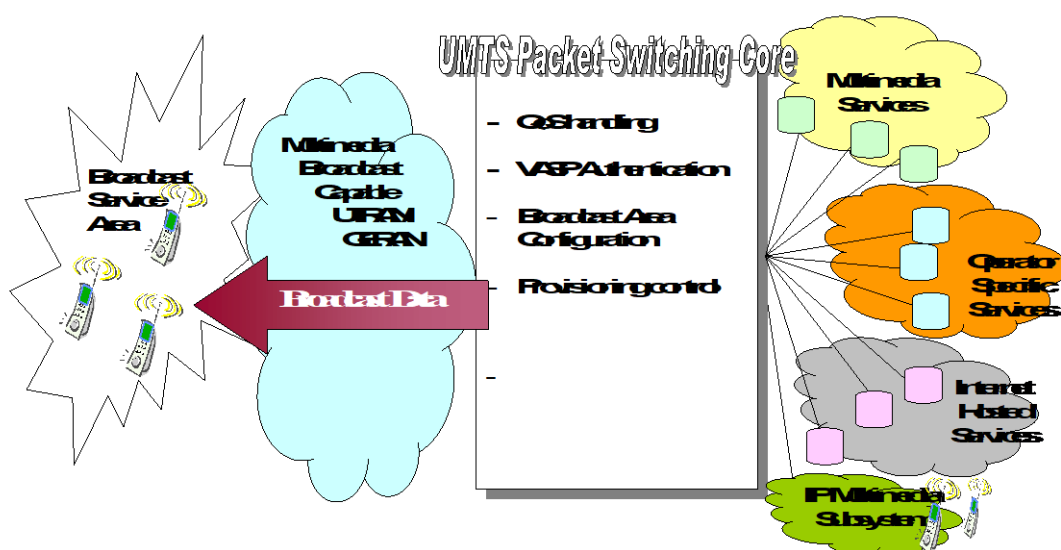 UMTS Packet Switching Core
Broadcast
Service
Area
Multimedia
Broadcast
Capable
UTRAN/
GERAN
Broadcast Data
- QoS handling
- VASP Authentication
- Broadcast Area
Configuration
- Provisioning control
-
Multimedia
Services
Operator
Specific
Services
Internet
Hosted
Services
IP Multimedia
Subsystem